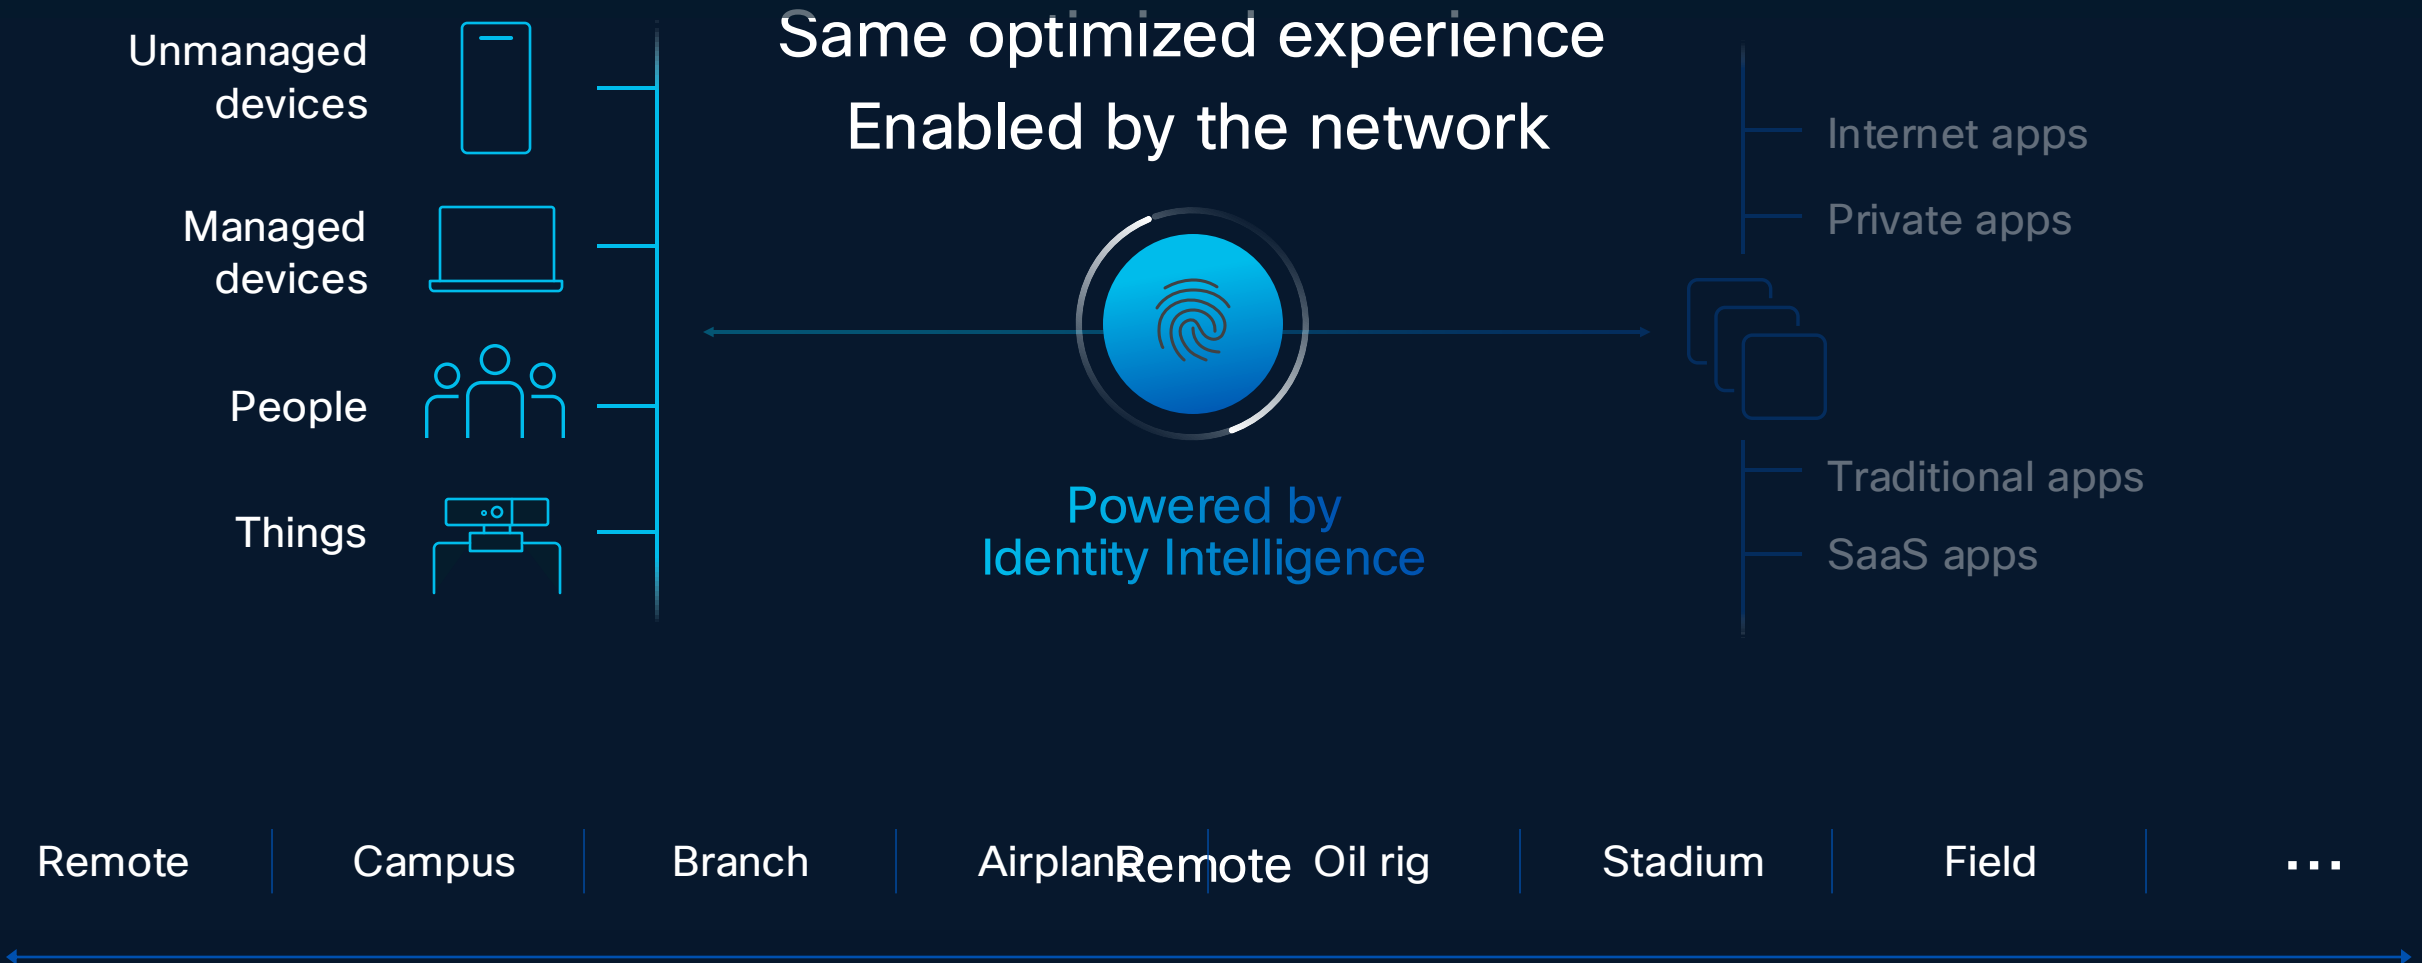 Same optimized experience
Enabled by the network
Unmanaged
devices
Managed
devices
People
Things
Powered by
Identity Intelligence
Internet apps
Private apps
Traditional apps
SaaS apps
Remote
Campus
Branch
Airplane
Remote
Oil rig
Stadium
Field
...